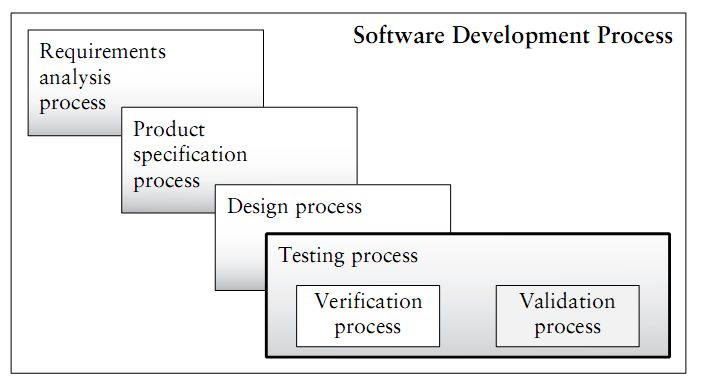 Software Development Process
Requirements
analysis
process
Product
specification
process
Design process
Testing process
Verification
process
Validation
process